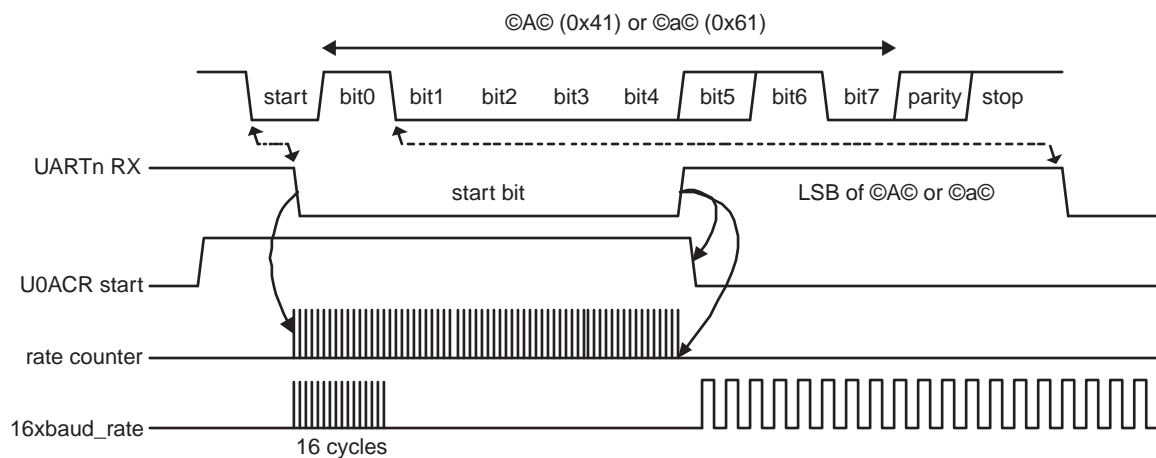 ©A© (0x41) or ©a© (0x61)
start bit0 bit1 bit2 bit3 bit4 bit5 bit6 bit7 parity stop
UARTn RX
start bit
LSB of ©A© or ©a©
U0ACR start
rate counter
16xbaud_rate
16 cycles